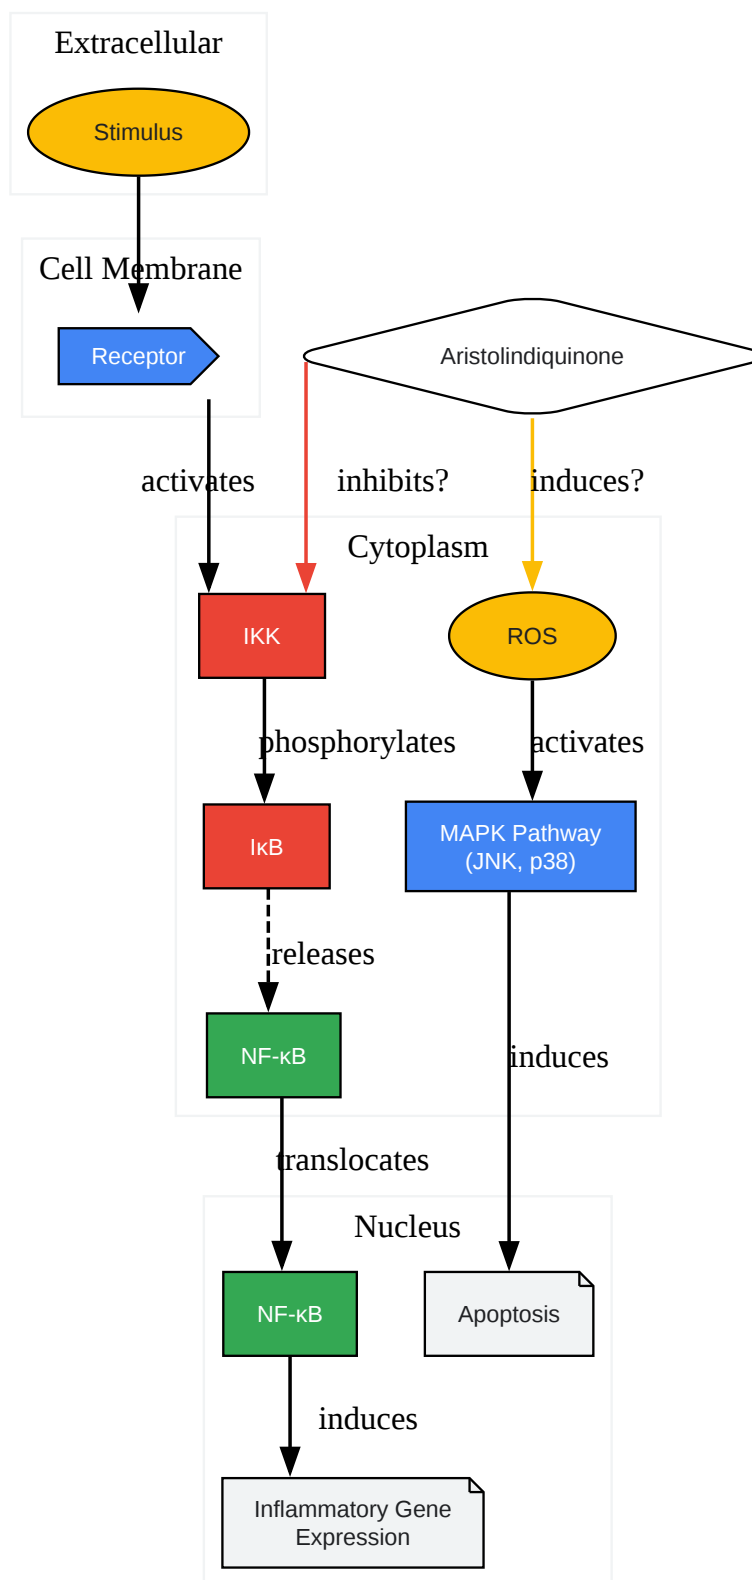 Extracellular
Stimulus
Cell Membrane
Receptor
Aristolindiquinone
activates
inhibits?
induces?
Cytoplasm
IKK
ROS
phosphorylates
activates
IκB
MAPK Pathway
(JNK, p38)
releases
NF-κB
induces
translocates
Nucleus
NF-κB
Apoptosis
induces
Inflammatory Gene
Expression